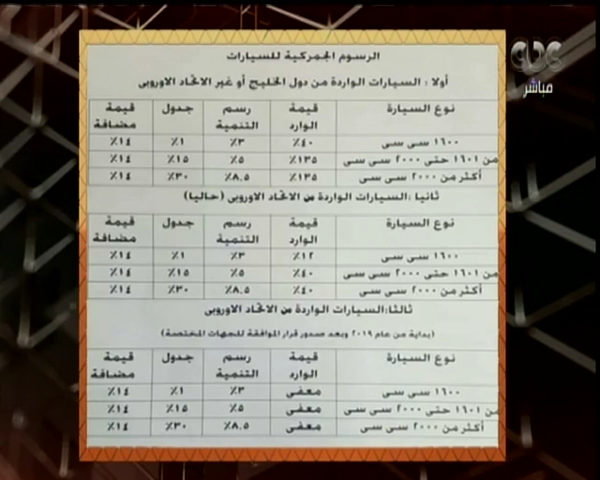 cbc
مباشر
الرسوم الجمركية للسيارات
أولا : السيارات الواردة من دول الخليج أو غير الاتحاد الاوروبى
نوع السيارة قيمة الوارد رسم التنمية جدول قيمة مضافة
١٦٠٠ سى سى ٤٠٪ ٣٪ ١٪ ١٤٪
من ١٦٠١ حتى ٢٠٠٠ سى سى ١٣٥٪ ٥٪ ١٥٪ ١٤٪
أكثر من ٢٠٠٠ سى سى ١٣٥٪ ٨.٥٪ ٣٠٪ ١٤٪
ثانيا :السيارات الواردة من الاتحاد الاوروبى (حاليا)
نوع السيارة قيمة الوارد رسم التنمية جدول قيمة مضافة
١٦٠٠ سى سى ١٢٪ ٣٪ ١٪ ١٤٪
من ١٦٠١ حتى ٢٠٠٠ سى سى ٤٠٪ ٥٪ ١٥٪ ١٤٪
أكثر من ٢٠٠٠ سى سى ٤٠٪ ٨.٥٪ ٣٠٪ ١٤٪
ثالثا:السيارات الواردة من الاتحاد الاوروبى
(بداية من عام ٢٠١٩ وبعد صدور قرار الموافقة للجهات المختصة)
نوع السيارة قيمة الوارد رسم التنمية جدول قيمة مضافة
١٦٠٠ سى سى معفى ٣٪ ١٪ ١٤٪
من ١٦٠١ حتى ٢٠٠٠ سى سى معفى ٥٪ ١٥٪ ١٤٪
أكثر من ٢٠٠٠ سى سى معفى ٨.٥٪ ٣٠٪ ١٤٪